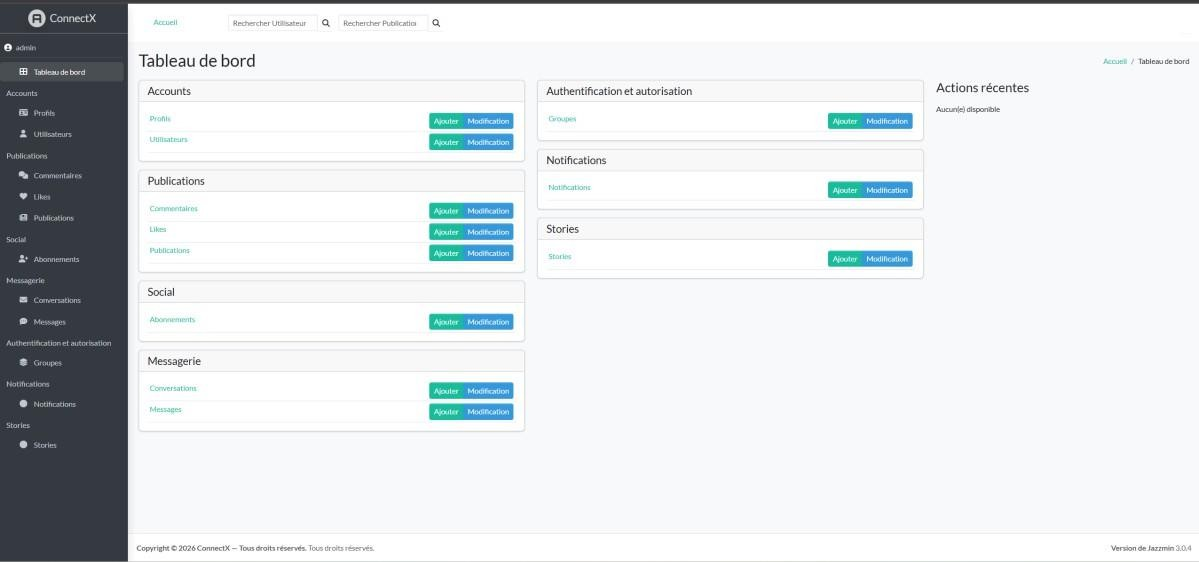 ConnectX
admin
Tableau de bord
Accounts
Profils
Utilisateurs
Publications
Commentaires
Likes
Publications
Social
Abonnements
Messagerie
Conversations
Messages
Authentification et autorisation
Groupes
Notifications
Notifications
Stories
Stories
Accueil
Rechercher Utilisateur
Rechercher Publicatio
Tableau de bord
Accueil / Tableau de bord
Accounts
Profils Ajouter Modification
Utilisateurs Ajouter Modification
Publications
Commentaires Ajouter Modification
Likes Ajouter Modification
Publications Ajouter Modification
Social
Abonnements Ajouter Modification
Messagerie
Conversations Ajouter Modification
Messages Ajouter Modification
Authentification et autorisation
Groupes Ajouter Modification
Notifications
Notifications Ajouter Modification
Stories
Stories Ajouter Modification
Actions récentes
Aucun(e) disponible
Copyright © 2026 ConnectX — Tous droits réservés. Tous droits réservés.
Version de Jazzmin 3.0.4